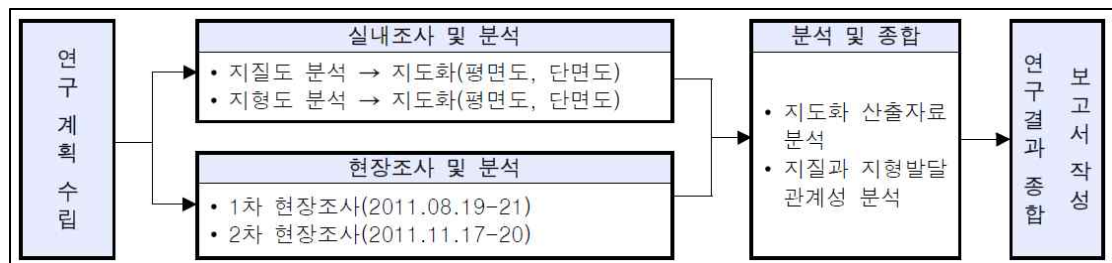 연구 계획 수립
실내조사 및 분석
• 지질도 분석 → 지도화(평면도, 단면도)
• 지형도 분석 → 지도화(평면도, 단면도)
현장조사 및 분석
• 1차 현장조사(2011.08.19-21)
• 2차 현장조사(2011.11.17-20)
분석 및 종합
• 지도화 산출자료
분석
• 지질과 지형발달
관계성 분석
연구결과 종합
보고서 작성